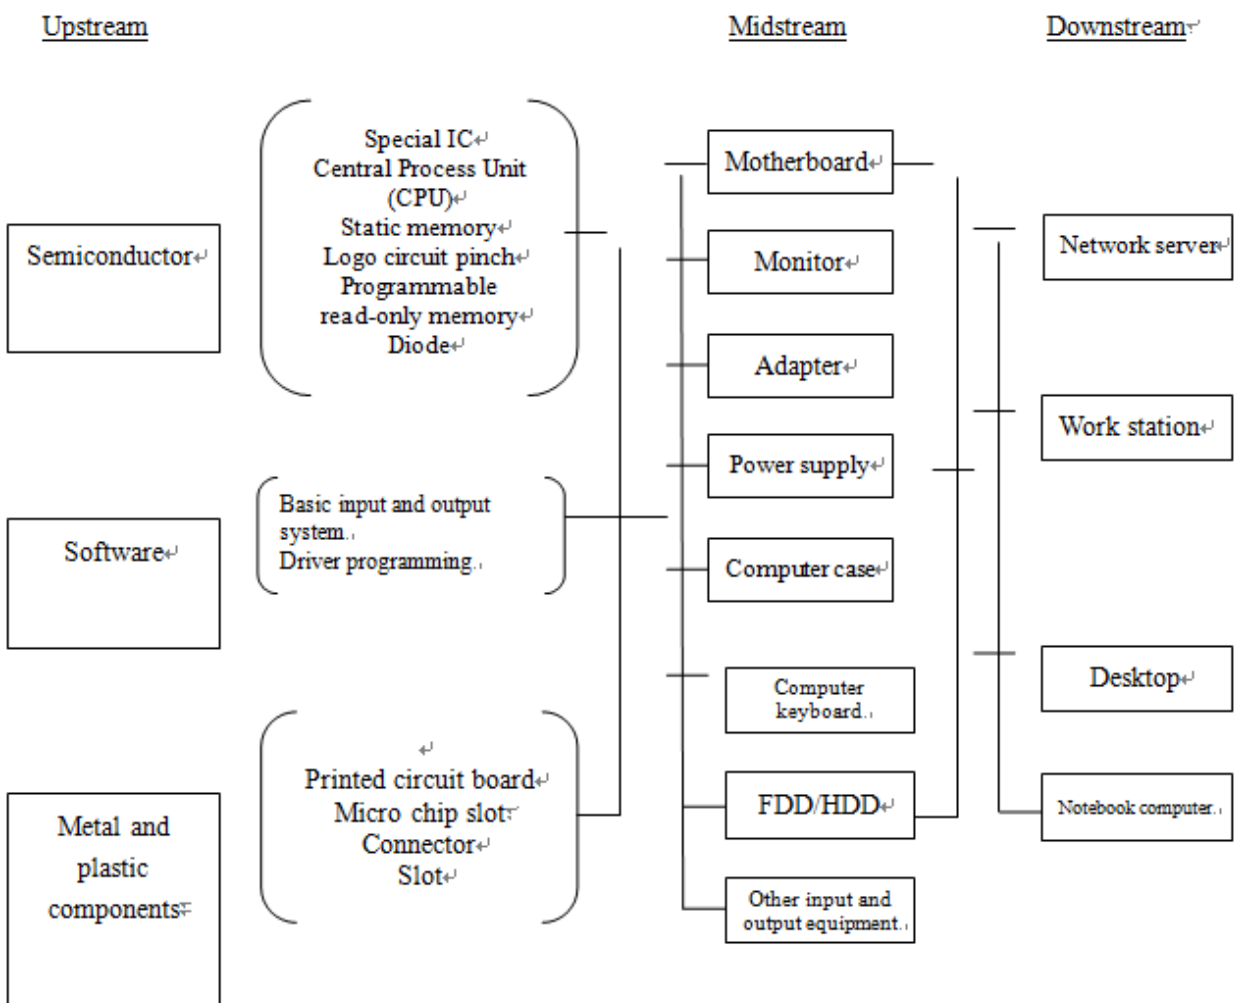 Upstream
Midstream
Downstream
Semiconductor
Special IC
Central Process Unit
(CPU)
Static memory
Logo circuit pinch
Programmable
read-only memory
Diode
Software
Basic input and output
system.
Driver programming.
Metal and
plastic
components
Printed circuit board
Micro chip slot
Connector
Slot
Motherboard
Monitor
Adapter
Power supply
Computer case
Computer
keyboard.
FDD/HDD
Other input and
output equipment.
Network server
Work station
Desktop
Notebook computer.